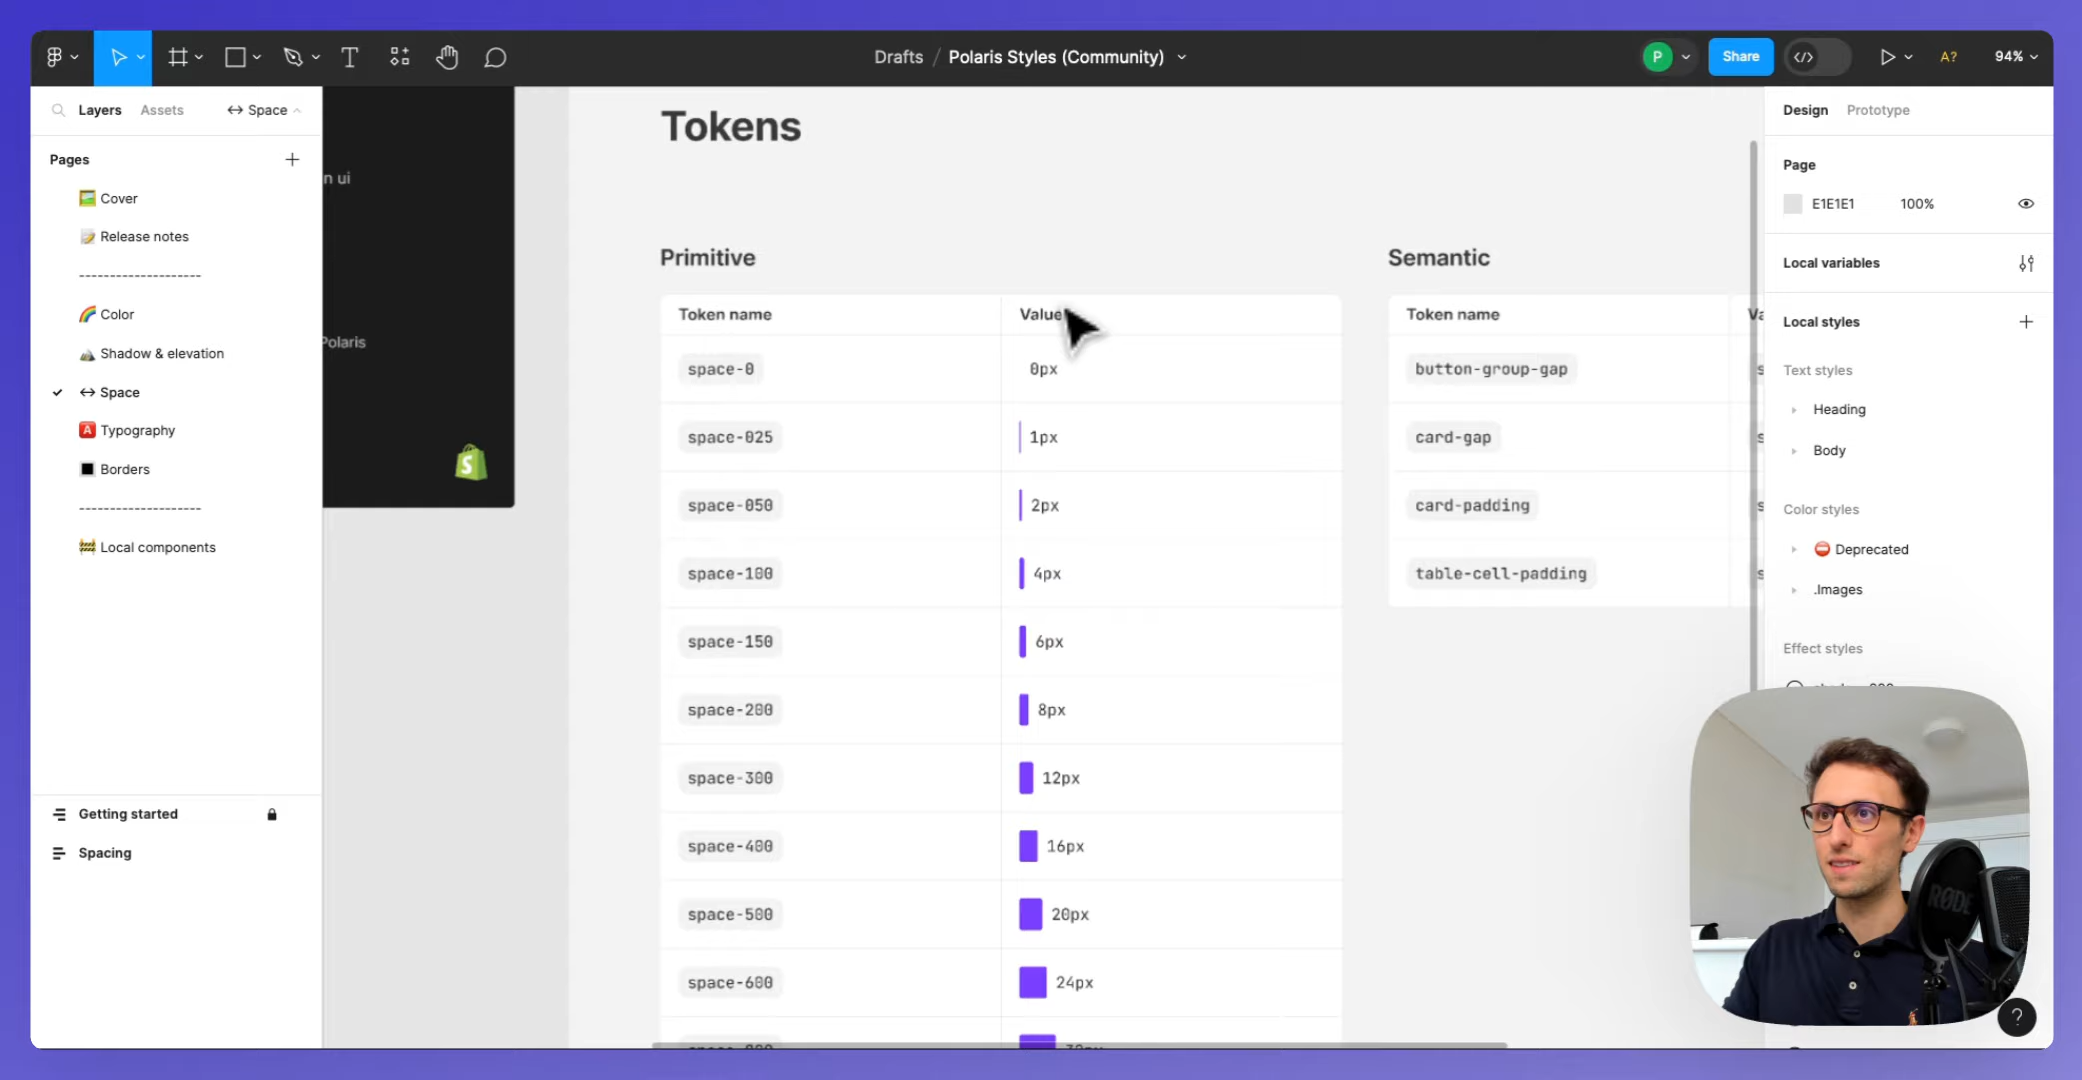 Drafts / Polaris Styles (Community)
P
Share
A?
94%
Layers
Assets
Space
Pages
Cover
Release notes
--------------------
Color
Shadow & elevation
Space
Typography
Borders
--------------------
Local components
Getting started
Spacing
n ui
Polaris
Tokens
Primitive
Token name Value
space-0 0px
space-025 1px
space-050 2px
space-100 4px
space-150 6px
space-200 8px
space-300 12px
space-400 16px
space-500 20px
space-600 24px
Semantic
Token name
button-group-gap
card-gap
card-padding
table-cell-padding
Design
Prototype
Page
E1E1E1 100%
Local variables
Local styles
Text styles
Heading
Body
Color styles
Deprecated
.Images
Effect styles
RØDE
?